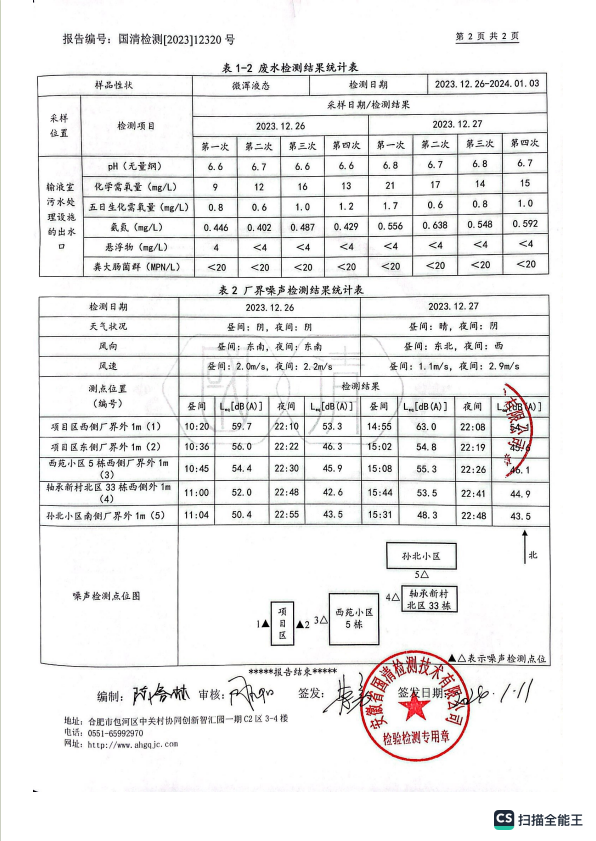 报告编号：国清检测[2023]12320 号
第 2 页 共 2 页
表 1-2 废水检测结果统计表
样品性状 微浑液态 检测日期 2023.12.26-2024.01.03
采样位置 检测项目 采样日期/检测结果
2023.12.26 2023.12.27
第一次 第二次 第三次 第四次 第一次 第二次 第三次 第四次
输液室污水处理设施的出水口
pH（无量纲） 6.6 6.7 6.6 6.6 6.8 6.7 6.8 6.7
化学需氧量（mg/L） 9 12 16 13 21 17 14 15
五日生化需氧量（mg/L） 0.8 0.6 1.0 1.2 1.7 0.6 0.8 1.0
氨氮（mg/L） 0.446 0.402 0.487 0.429 0.556 0.638 0.548 0.592
悬浮物（mg/L） 4 <4 <4 <4 <4 <4 <4 <4
粪大肠菌群（MPN/L） <20 <20 <20 <20 <20 <20 <20 <20
表 2 厂界噪声检测结果统计表
检测日期 2023.12.26 2023.12.27
天气状况 昼间：阴，夜间：阴 昼间：晴，夜间：阴
风向 昼间：东南，夜间：东南 昼间：东北，夜间：西
风速 昼间：2.0m/s，夜间：2.2m/s 昼间：1.1m/s，夜间：2.9m/s
测点位置（编号） 检测结果
昼间 Leq[dB(A)] 夜间 Leq[dB(A)] 昼间 Leq[dB(A)] 夜间 Leq[dB(A)]
项目区西侧厂界外 1m（1） 10:20 59.7 22:10 53.3 14:55 63.0 22:08
项目区东侧厂界外 1m（2） 10:36 56.0 22:22 46.3 15:02 54.8 22:19
西苑小区 5 栋西侧厂界外 1m（3） 10:45 54.4 22:30 45.9 15:08 55.3 22:26 46.1
轴承新村北区 33 栋西侧外 1m（4） 11:00 52.0 22:48 42.6 15:44 53.5 22:41 44.9
孙北小区南侧厂界外 1m（5） 11:04 50.4 22:55 43.5 15:31 48.3 22:48 43.5
噪声检测点位图
北
孙北小区
5△
4△ 轴承新村北区 33 栋
1▲ 项目区 ▲2 3△ 西苑小区 5 栋
▲△表示噪声检测点位
*****报告结束*****
编制： 审核： 签发： 签发日期：
安徽省国清检测技术有限公司
检验检测专用章
有限公司
地址：合肥市包河区中关村协同创新智汇园一期 C2 区 3-4 楼
电话：0551-65992970
网址：http://www.ahgqjc.com
国清
CS 扫描全能王